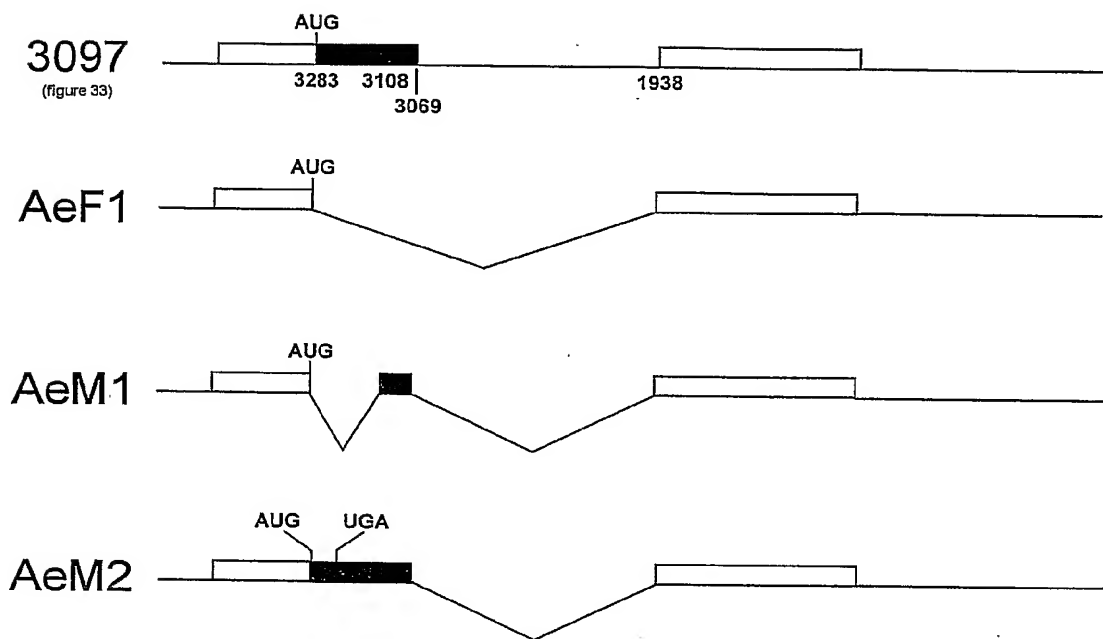 AUG
3097
(figure 33)
3283 3108 1938
3069
AUG
AeF1
AUG
AeM1
AUG UGA
AeM2